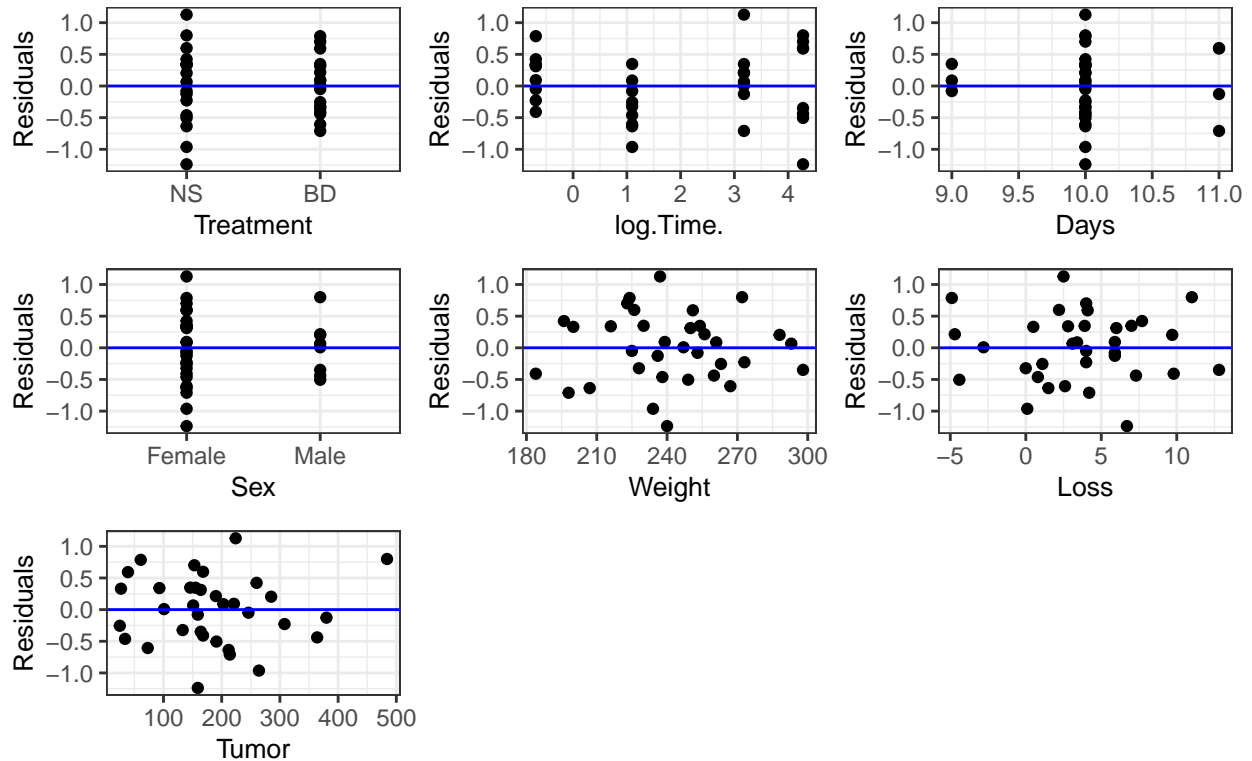 Residuals
1.0
0.5
0.0
−0.5
−1.0
NS BD
Treatment
Residuals
1.0
0.5
0.0
−0.5
−1.0
0 1 2 3 4
log.Time.
Residuals
1.0
0.5
0.0
−0.5
−1.0
9.0 9.5 10.0 10.5 11.0
Days
Residuals
1.0
0.5
0.0
−0.5
−1.0
Female Male
Sex
Residuals
1.0
0.5
0.0
−0.5
−1.0
180 210 240 270 300
Weight
Residuals
1.0
0.5
0.0
−0.5
−1.0
−5 0 5 10
Loss
Residuals
1.0
0.5
0.0
−0.5
−1.0
100 200 300 400 500
Tumor